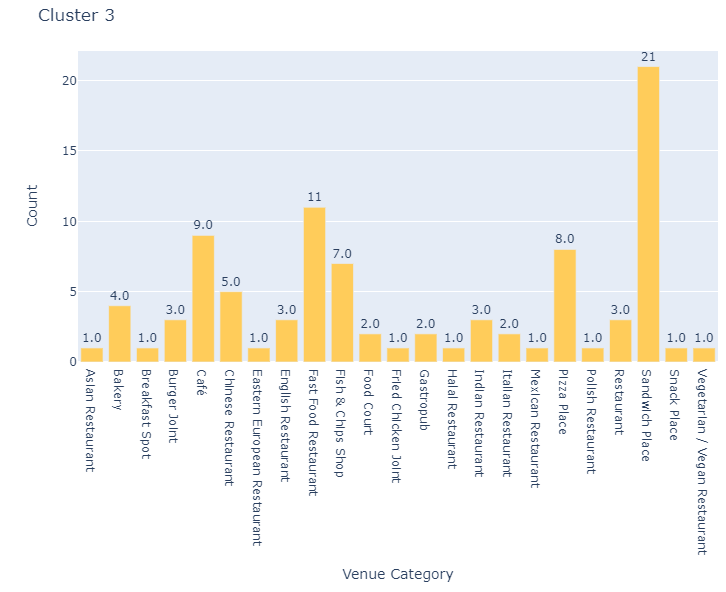 Cluster 3
Count
20
15
10
5
0
1.0
4.0
1.0
3.0
9.0
5.0
1.0
3.0
11
7.0
2.0
1.0
2.0
1.0
3.0
2.0
1.0
8.0
1.0
3.0
21
1.0
1.0
Asian Restaurant
Bakery
Breakfast Spot
Burger Joint
Café
Chinese Restaurant
Eastern European Restaurant
English Restaurant
Fast Food Restaurant
Fish & Chips Shop
Food Court
Fried Chicken Joint
Gastropub
Halal Restaurant
Indian Restaurant
Italian Restaurant
Mexican Restaurant
Pizza Place
Polish Restaurant
Restaurant
Sandwich Place
Snack Place
Vegetarian / Vegan Restaurant
Venue Category